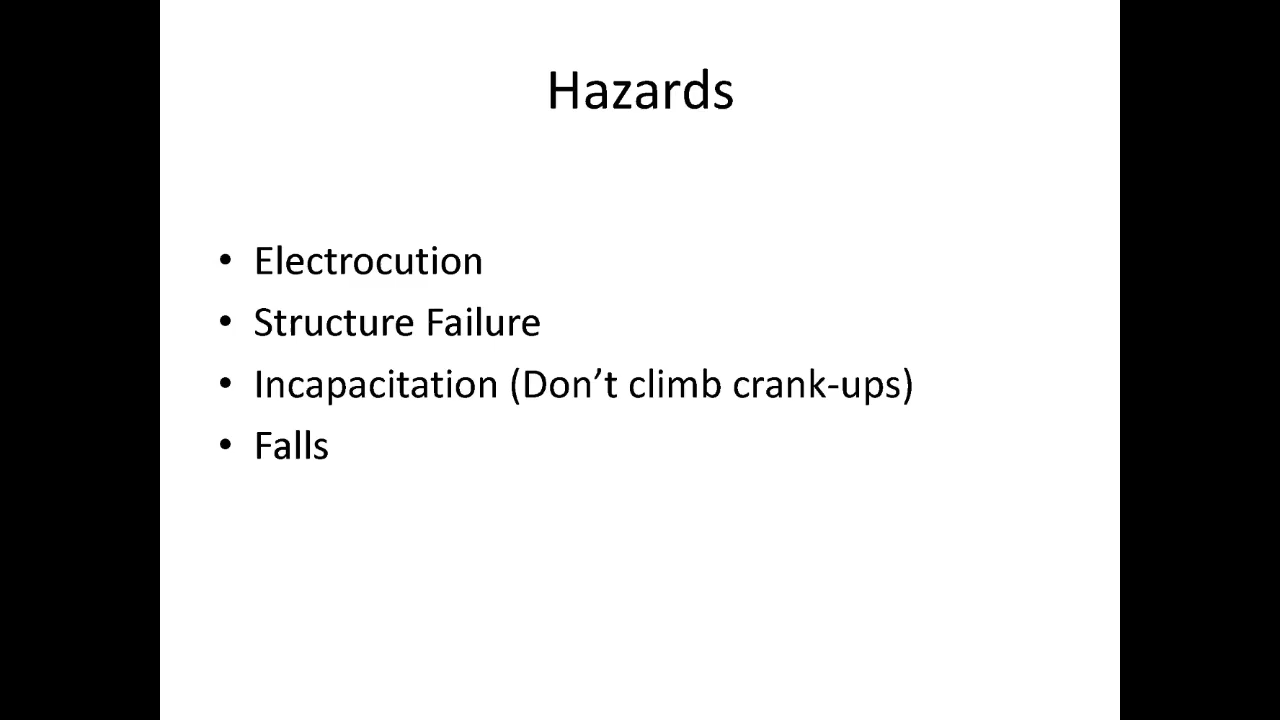 Hazards
• Electrocution
• Structure Failure
• Incapacitation (Don’t climb crank-ups)
• Falls